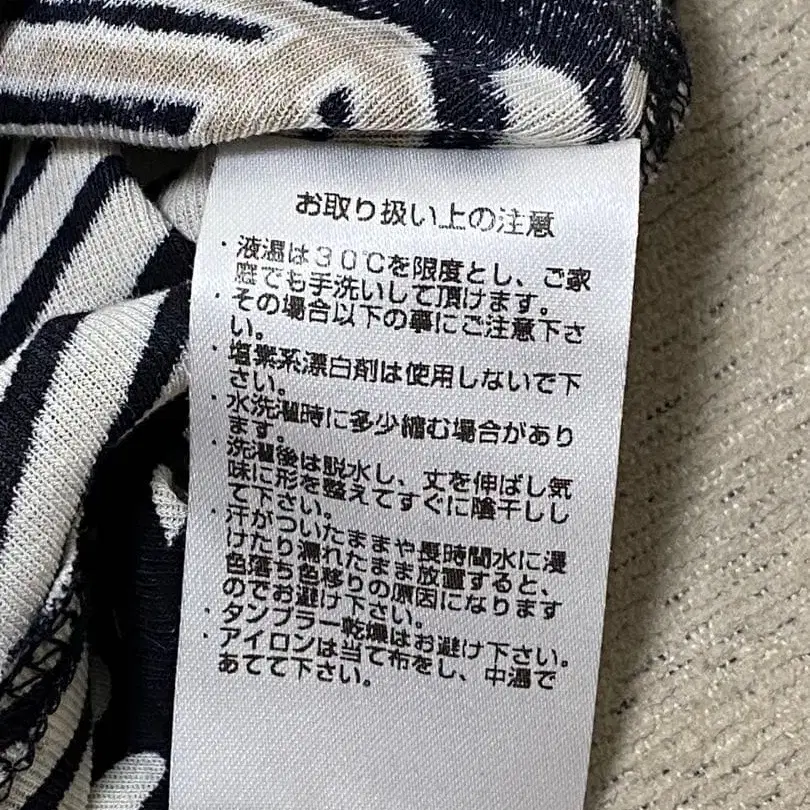 お取り扱い上の注意
・液温は30℃を限度とし、ご家
庭でも手洗いして頂けます。
・その場合以下の事にご注意下さ
い。
・塩素系漂白剤は使用しないで下
さい。
・水洗濯時に多少縮む場合があり
ます。
・洗濯後は脱水し、丈を伸ばし気
味に形を整えてすぐに陰干しし
て下さい。
・汗がついたままや長時間水に浸
けたり濡れたまま放置すると、
色落ち色移りの原因になります
のでお避け下さい。
・タンブラー乾燥はお避け下さい。
・アイロンは当て布をし、中温で
あてて下さい。